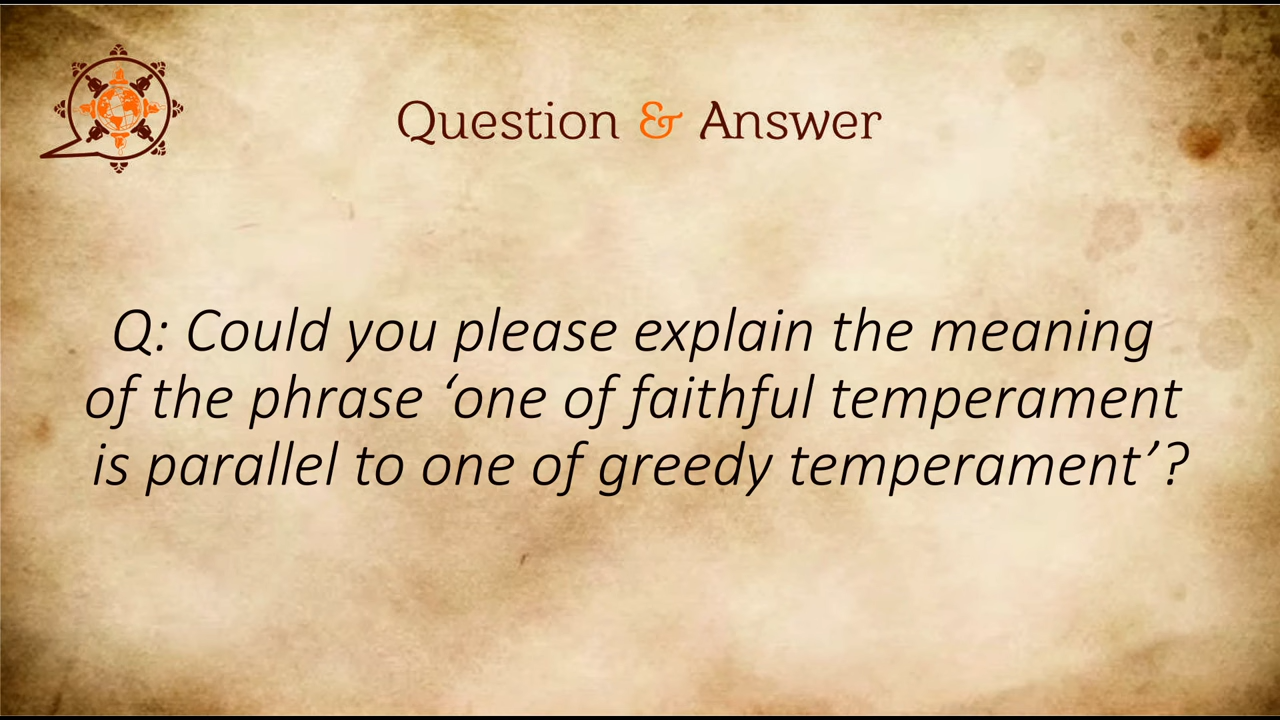 Question & Answer
Q: Could you please explain the meaning
of the phrase ‘one of faithful temperament
is parallel to one of greedy temperament’?